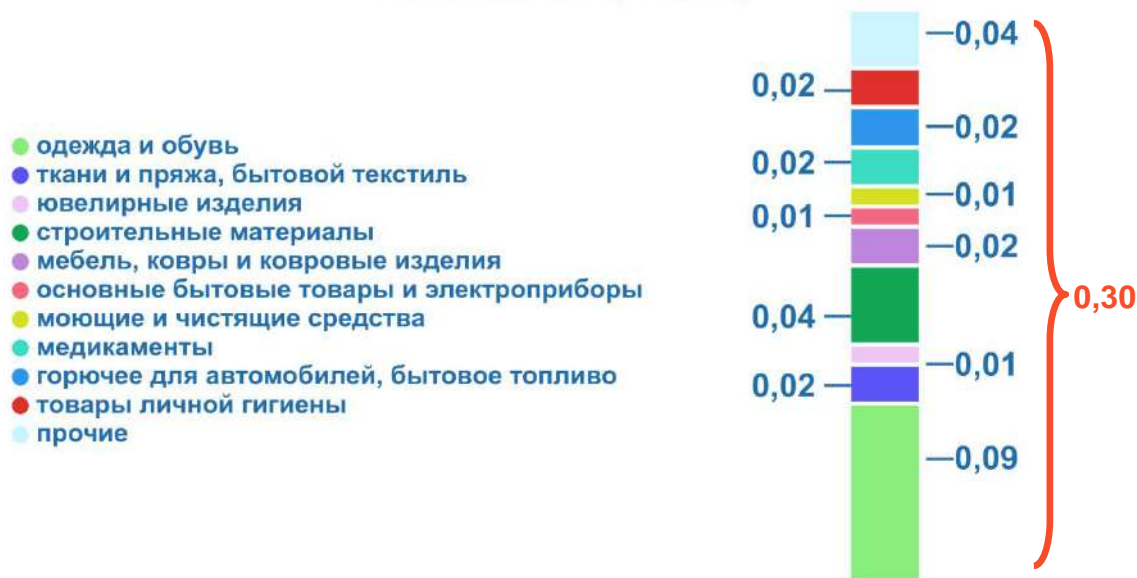 одежда и обувь
ткани и пряжа, бытовой текстиль
ювелирные изделия
строительные материалы
мебель, ковры и ковровые изделия
основные бытовые товары и электроприборы
моющие и чистящие средства
медикаменты
горючее для автомобилей, бытовое топливо
товары личной гигиены
прочие
0,04
0,02
0,02
0,02
0,01
0,01
0,02
0,04
0,01
0,02
0,09
0,30